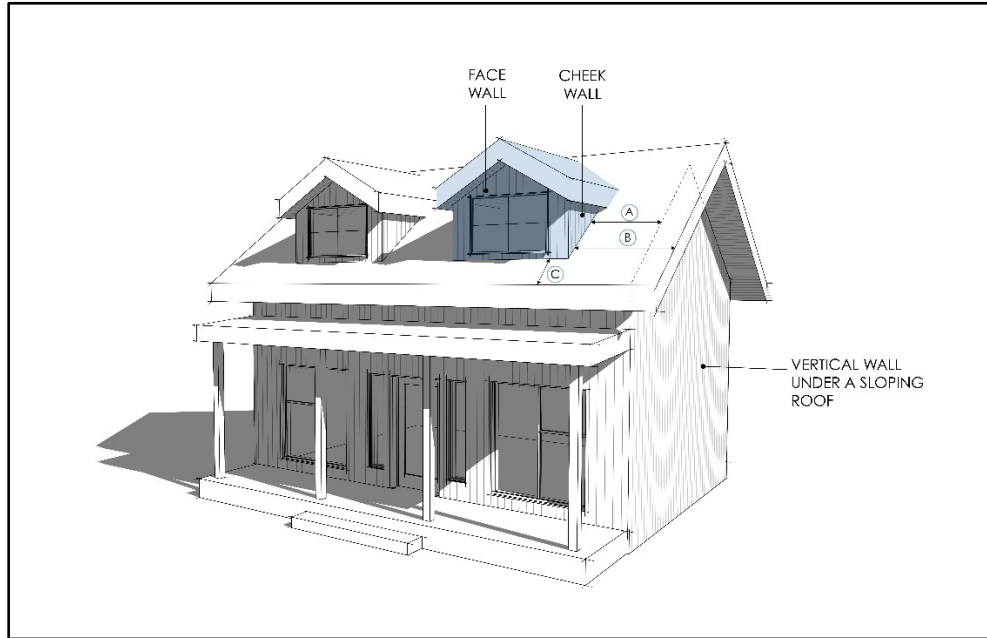 FACE
WALL
CHEEK
WALL
A
B
C
VERTICAL WALL
UNDER A SLOPING
ROOF